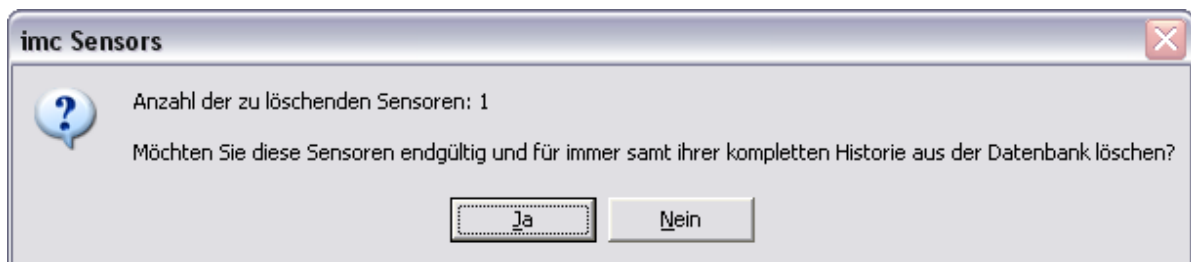 imc Sensors
Anzahl der zu löschenden Sensoren: 1
Möchten Sie diese Sensoren endgültig und für immer samt ihrer kompletten Historie aus der Datenbank löschen?
Ja Nein